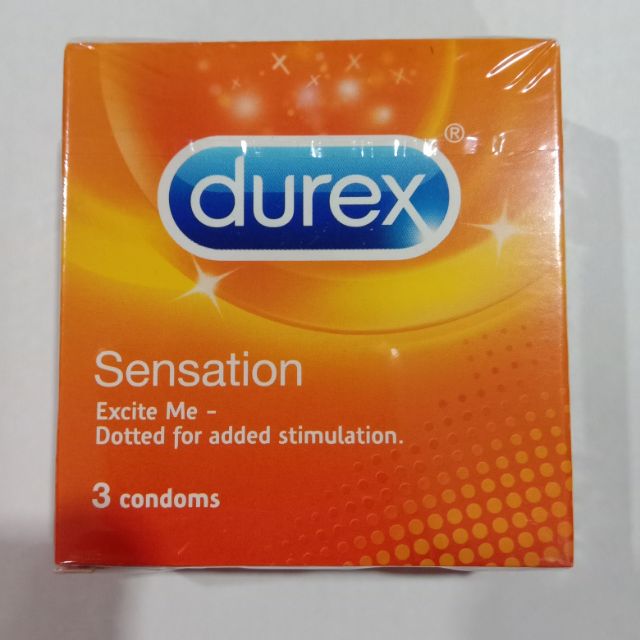 durex®
Sensation
Excite Me -
Dotted for added stimulation.
3 condoms